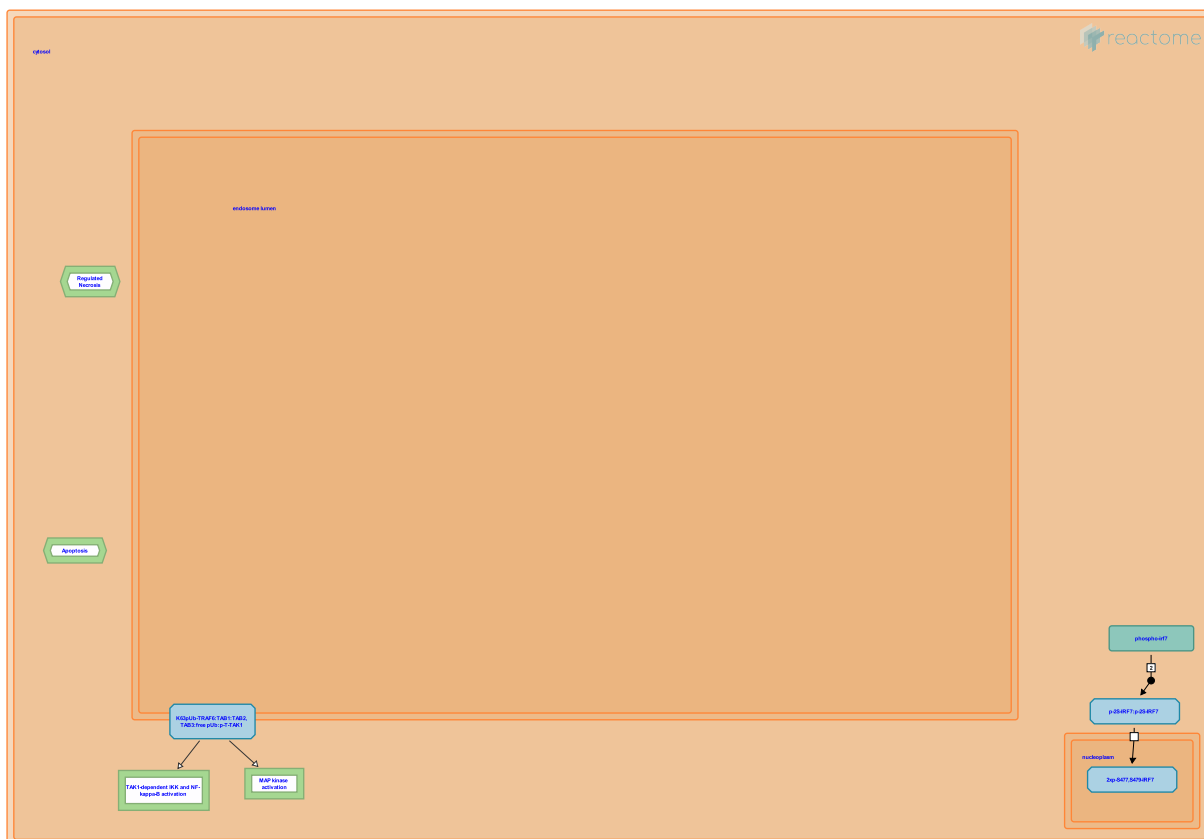 reactome
cytosol
endosome lumen
Regulated
Necrosis
Apoptosis
phospho-irf7
2
p-2S-IRF7:p-2S-IRF7
K63pUb-TRAF6:TAB1:TAB2,
TAB3:free pUb:p-T-TAK1
nucleoplasm
2xp-S477,S479-IRF7
TAK1-dependent IKK and NF-
kappa-B activation
MAP kinase
activation